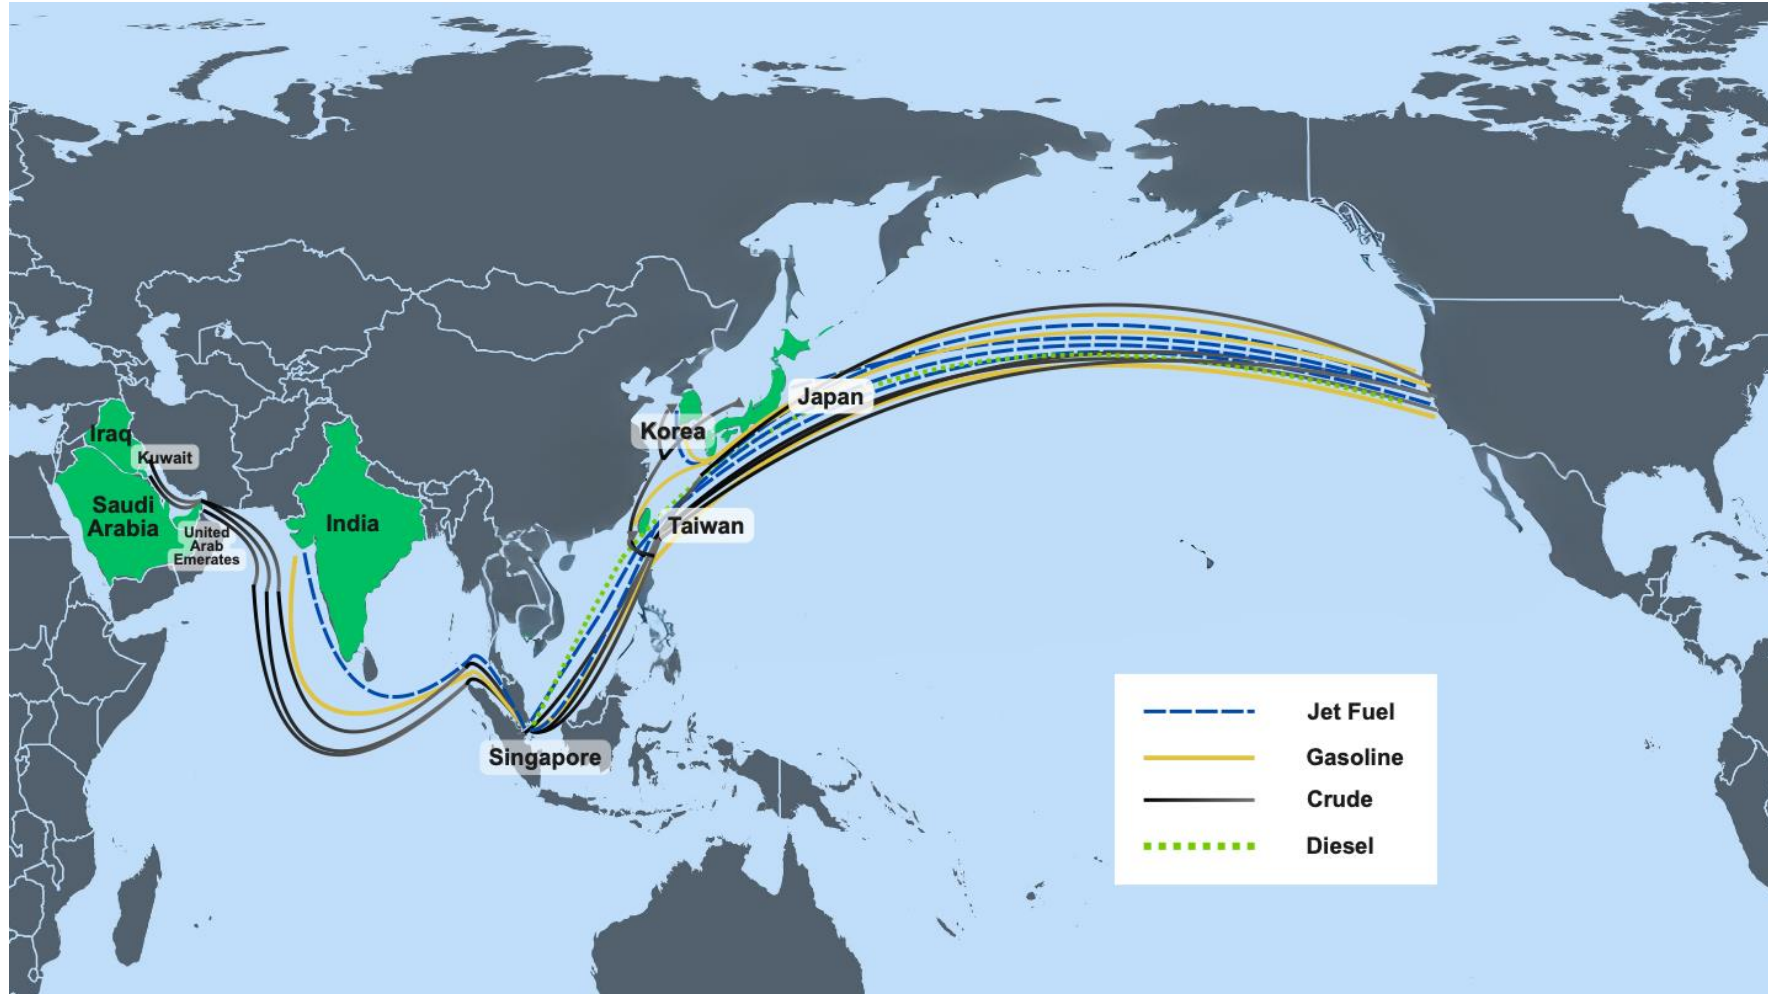 Japan
Korea
Iraq
Kuwait
Saudi
Arabia
India
Taiwan
United
Arab
Emerates
Singapore
Jet Fuel
Gasoline
Crude
Diesel